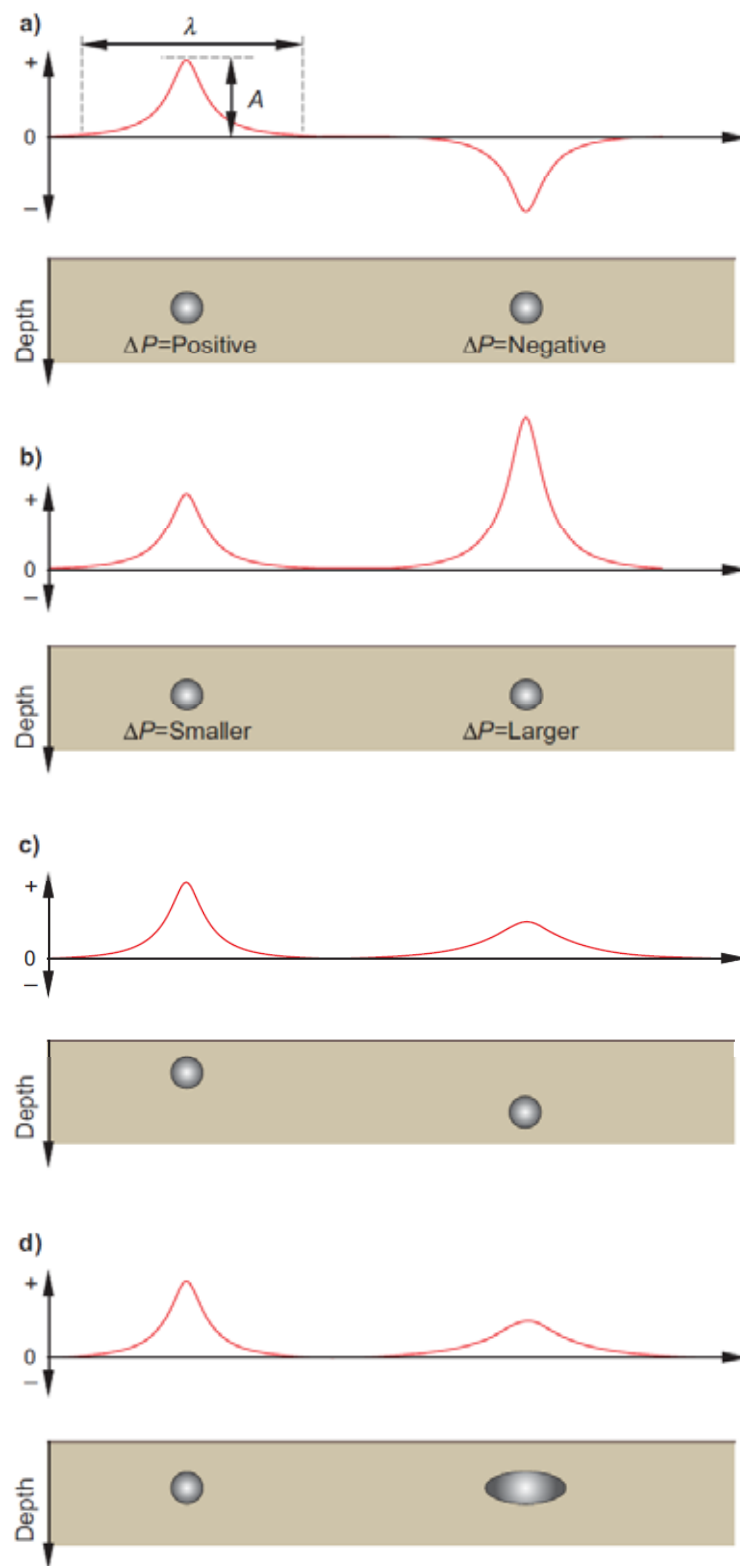 a)
λ
+
A
0
–
Depth
ΔP=Positive
ΔP=Negative
b)
+
0
–
Depth
ΔP=Smaller
ΔP=Larger
c)
+
0
–
Depth
d)
+
0
–
Depth